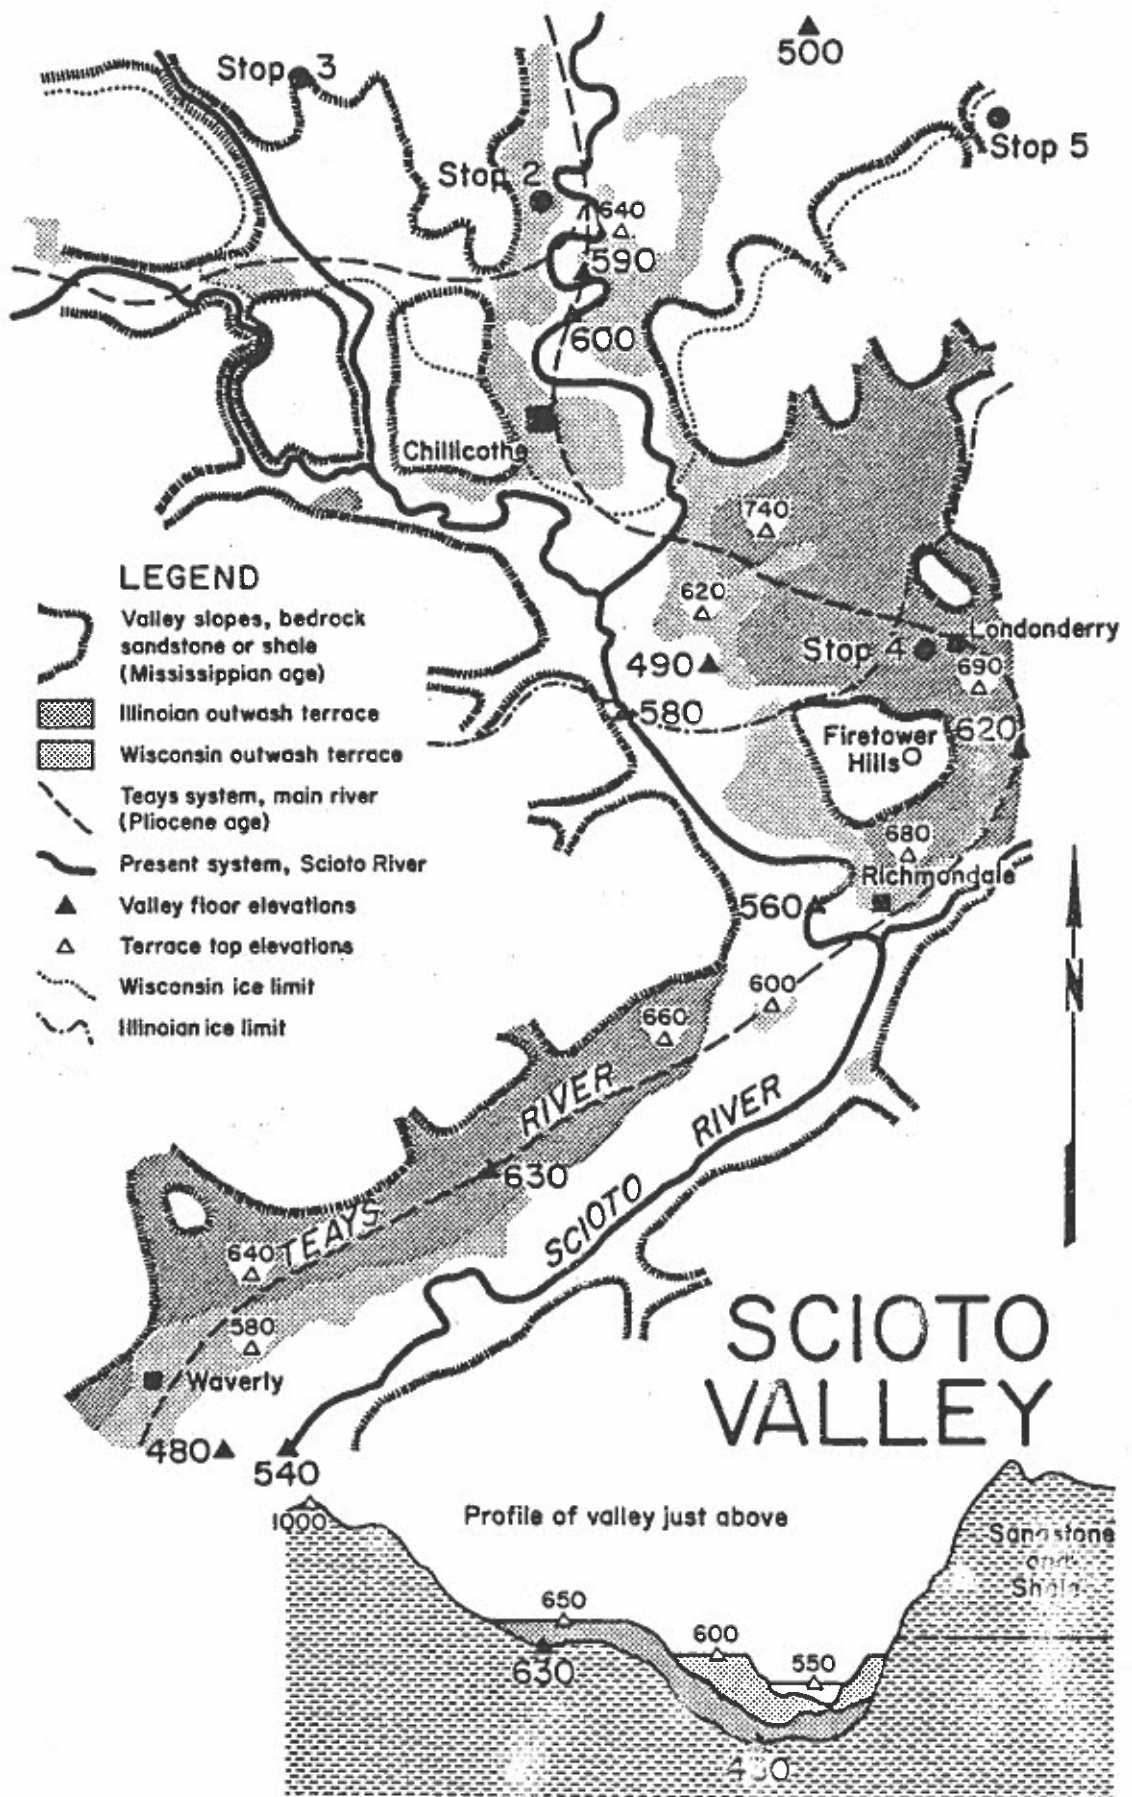 500
Stop 3
Stop 5
Stop 2
640
590
600
Chillicothe
740
LEGEND
Valley slopes, bedrock
sandstone or shale
(Mississippian age)
Illinoian outwash terrace
Wisconsin outwash terrace
Teays system, main river
(Pliocene age)
Present system, Scioto River
Valley floor elevations
Terrace top elevations
Wisconsin ice limit
Illinoian ice limit
620
Londonderry
Stop 4
490
690
580
Firetower
Hills
620
680
Richmondale
560
600
660
N
TEAYS RIVER
630
SCIOTO RIVER
640
580
Waverly
480
540
SCIOTO
VALLEY
Profile of valley just above
1000
Sandstone
and
Shale
650
630
600
550